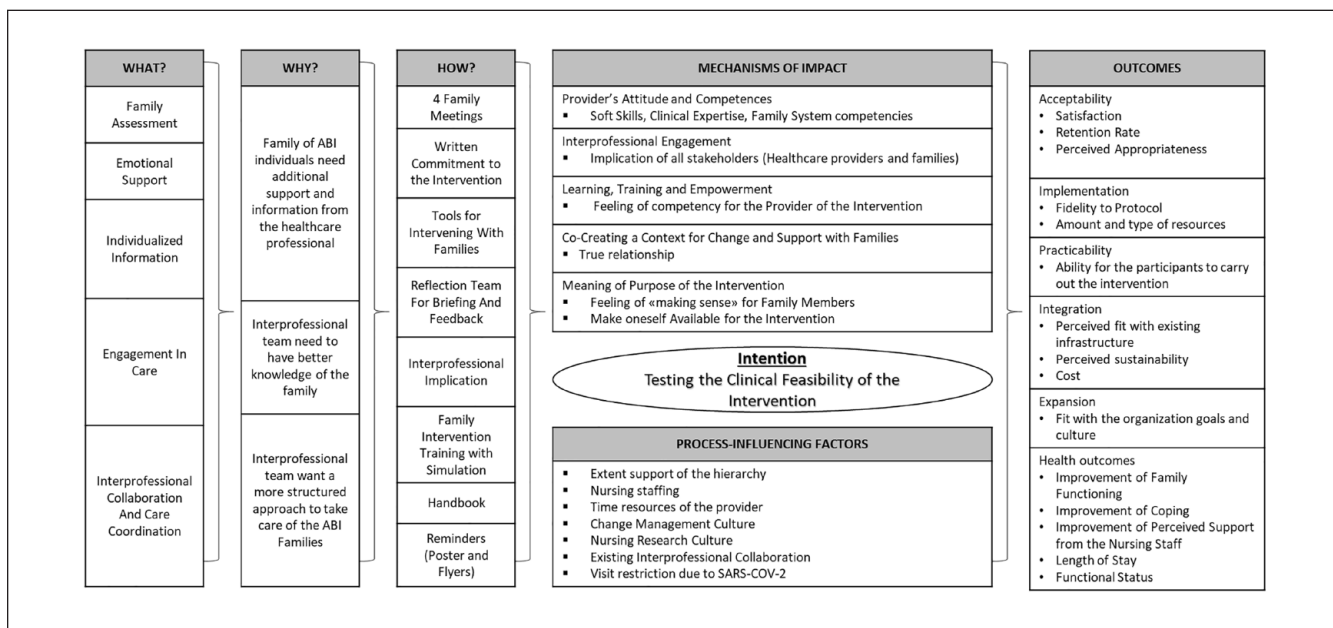 WHAT?
Family
Assessment
Emotional
Support
Individualized
Information
Engagement In
Care
Interprofessional
Collaboration
And Care
Coordination
WHY?
Family of ABI
individuals need
additional
support and
information from
the healthcare
professional
Interprofessional
team need to
have better
knowledge of the
family
Interprofessional
team want a
more structured
approach to take
care of the ABI
Families
HOW?
4 Family
Meetings
Written
Commitment to
the Intervention
Tools for
Intervening With
Families
Reflection Team
For Briefing And
Feedback
Interprofessional
Implication
Family
Intervention
Training with
Simulation
Handbook
Reminders
(Poster and
Flyers)
MECHANISMS OF IMPACT
Provider's Attitude and Competences
▪ Soft Skills, Clinical Expertise, Family System competencies
Interprofessional Engagement
▪ Implication of all stakeholders (Healthcare providers and families)
Learning, Training and Empowerment
▪ Feeling of competency for the Provider of the Intervention
Co-Creating a Context for Change and Support with Families
▪ True relationship
Meaning of Purpose of the Intervention
▪ Feeling of «making sense» for Family Members
▪ Make oneself Available for the Intervention
Intention
Testing the Clinical Feasibility of the
Intervention
PROCESS-INFLUENCING FACTORS
▪ Extent support of the hierarchy
▪ Nursing staffing
▪ Time resources of the provider
▪ Change Management Culture
▪ Nursing Research Culture
▪ Existing Interprofessional Collaboration
▪ Visit restriction due to SARS-COV-2
OUTCOMES
Acceptability
• Satisfaction
• Retention Rate
• Perceived Appropriateness
Implementation
• Fidelity to Protocol
• Amount and type of resources
Practicability
• Ability for the participants to carry
out the intervention
Integration
• Perceived fit with existing
infrastructure
• Perceived sustainability
• Cost
Expansion
• Fit with the organization goals and
culture
Health outcomes
• Improvement of Family
Functioning
• Improvement of Coping
• Improvement of Perceived Support
from the Nursing Staff
• Length of Stay
• Functional Status